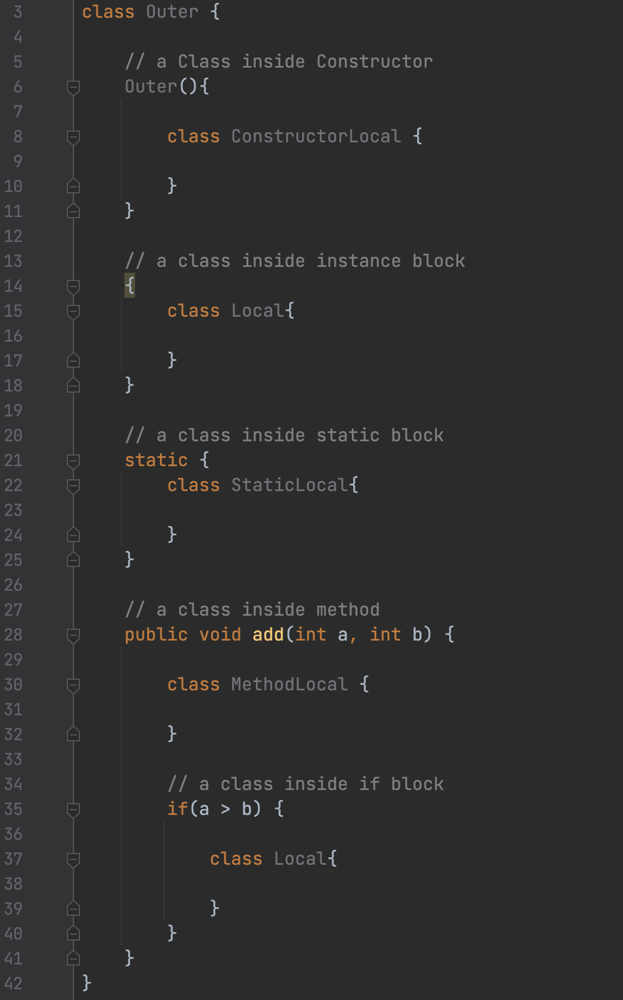 3 class Outer {
4
5 // a Class inside Constructor
6 Outer(){
7
8 class ConstructorLocal {
9
10 }
11 }
12
13 // a class inside instance block
14 {
15 class Local{
16
17 }
18 }
19
20 // a class inside static block
21 static {
22 class StaticLocal{
23
24 }
25 }
26
27 // a class inside method
28 public void add(int a, int b) {
29
30 class MethodLocal {
31
32 }
33
34 // a class inside if block
35 if(a > b) {
36
37 class Local{
38
39 }
40 }
41 }
42 }